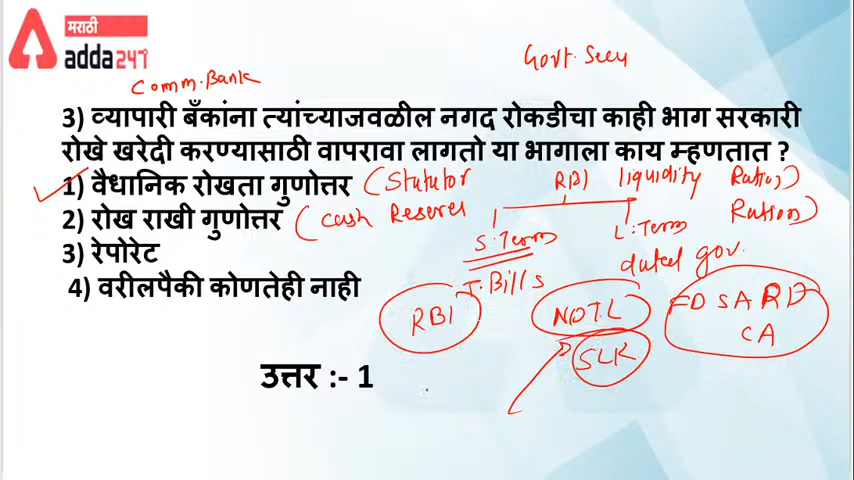 मराठी
adda247
Comm. Bank
Govt. Secu
3) व्यापारी बँकांना त्यांच्याजवळील नगद रोकडीचा काही भाग सरकारी
रोखे खरेदी करण्यासाठी वापरावा लागतो या भागाला काय म्हणतात ?
1) वैधानिक रोखता गुणोत्तर (Statutor liquidity Ratio)
RBI
2) रोख राखी गुणोत्तर (Cash Reserve Ration)
S. Term
L. Term
3) रेपोरेट
T. Bills
dated gov.
4) वरीलपैकी कोणतेही नाही
RBI
NDTL
FD SA RD
CA
SLR
उत्तर :- 1